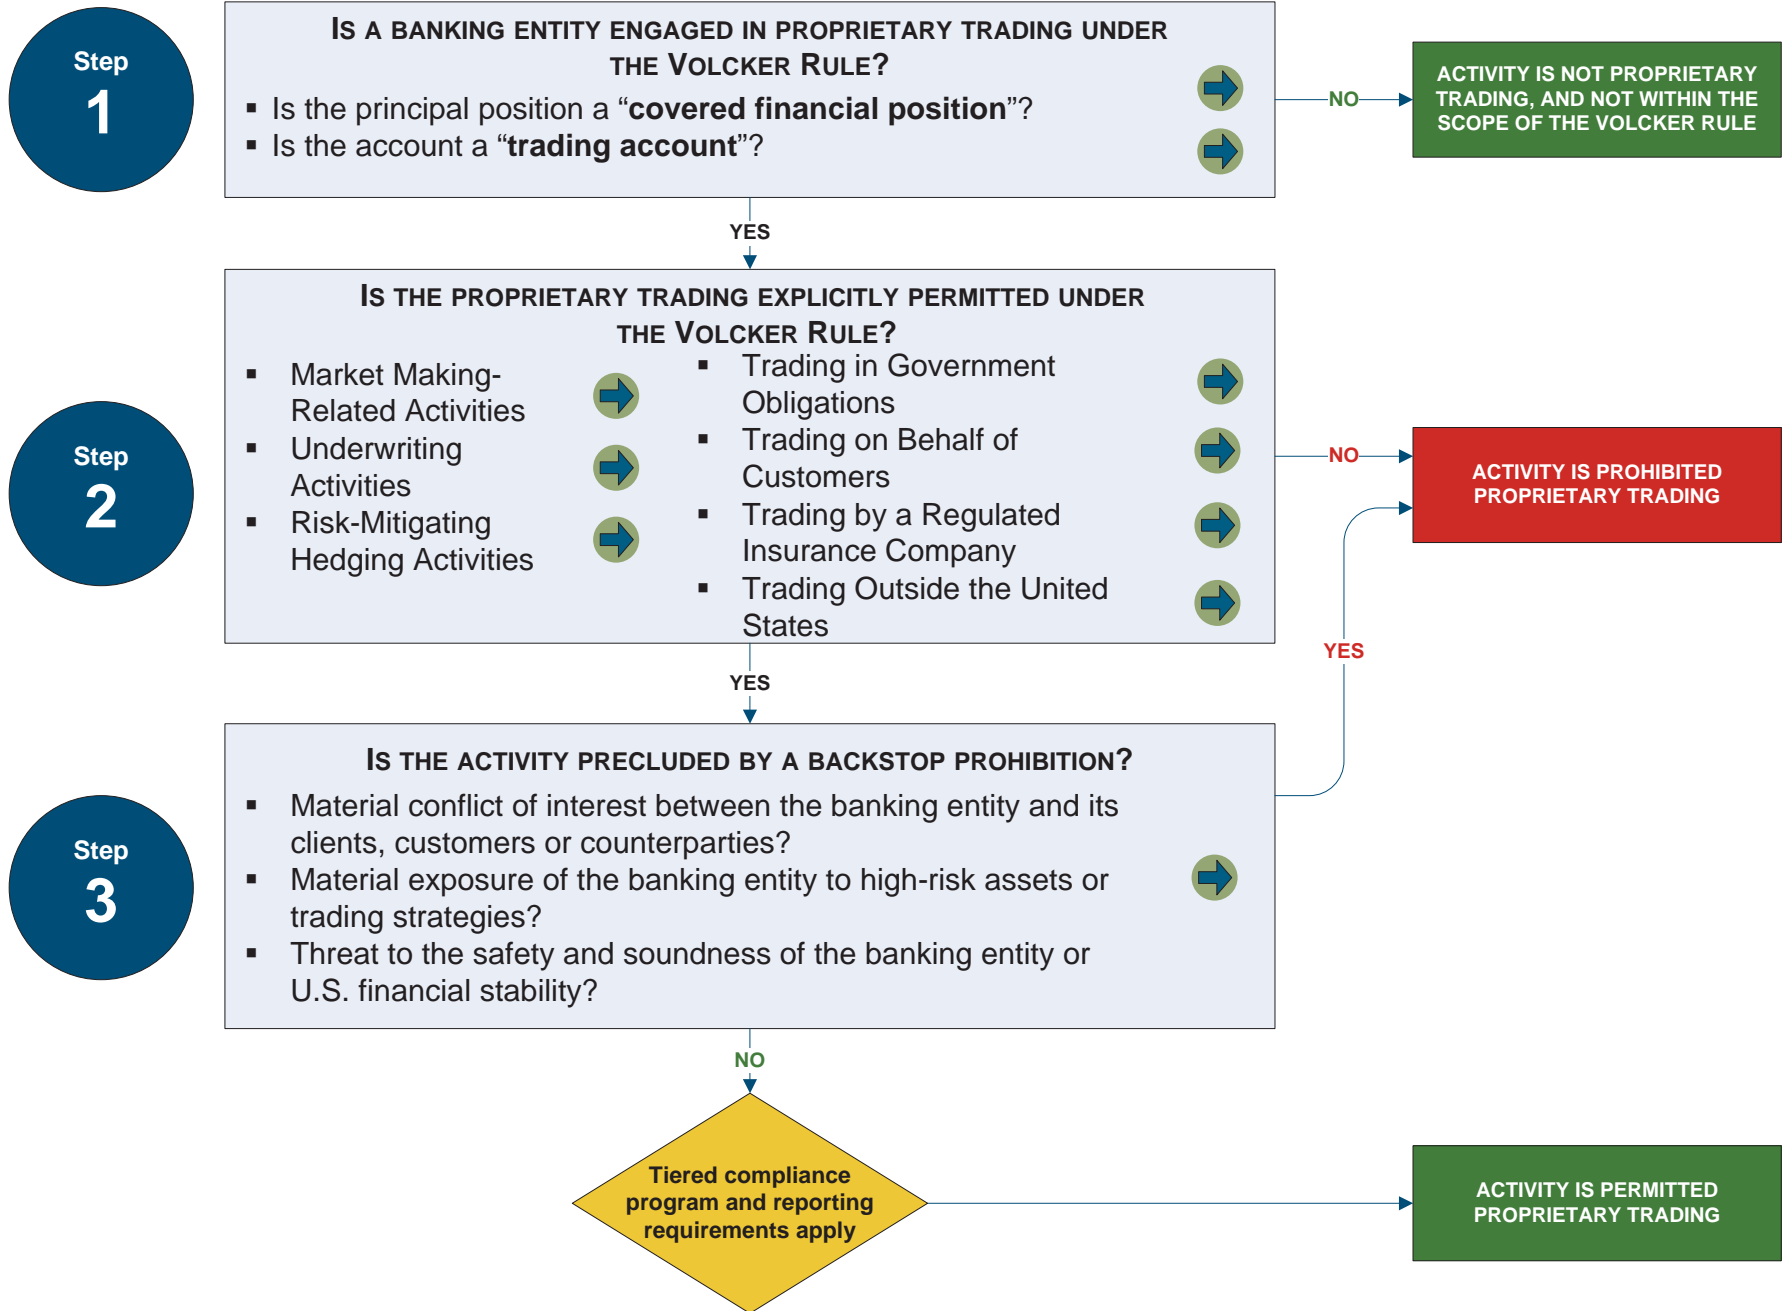 Step
1
IS A BANKING ENTITY ENGAGED IN PROPRIETARY TRADING UNDER
THE VOLCKER RULE?
▪ Is the principal position a “covered financial position”?
▪ Is the account a “trading account”?
NO
ACTIVITY IS NOT PROPRIETARY
TRADING, AND NOT WITHIN THE
SCOPE OF THE VOLCKER RULE
YES
Step
2
IS THE PROPRIETARY TRADING EXPLICITLY PERMITTED UNDER
THE VOLCKER RULE?
▪ Market Making-
Related Activities
▪ Underwriting
Activities
▪ Risk-Mitigating
Hedging Activities
▪ Trading in Government
Obligations
▪ Trading on Behalf of
Customers
▪ Trading by a Regulated
Insurance Company
▪ Trading Outside the United
States
NO
ACTIVITY IS PROHIBITED
PROPRIETARY TRADING
YES
YES
Step
3
IS THE ACTIVITY PRECLUDED BY A BACKSTOP PROHIBITION?
▪ Material conflict of interest between the banking entity and its
clients, customers or counterparties?
▪ Material exposure of the banking entity to high-risk assets or
trading strategies?
▪ Threat to the safety and soundness of the banking entity or
U.S. financial stability?
NO
Tiered compliance
program and reporting
requirements apply
ACTIVITY IS PERMITTED
PROPRIETARY TRADING